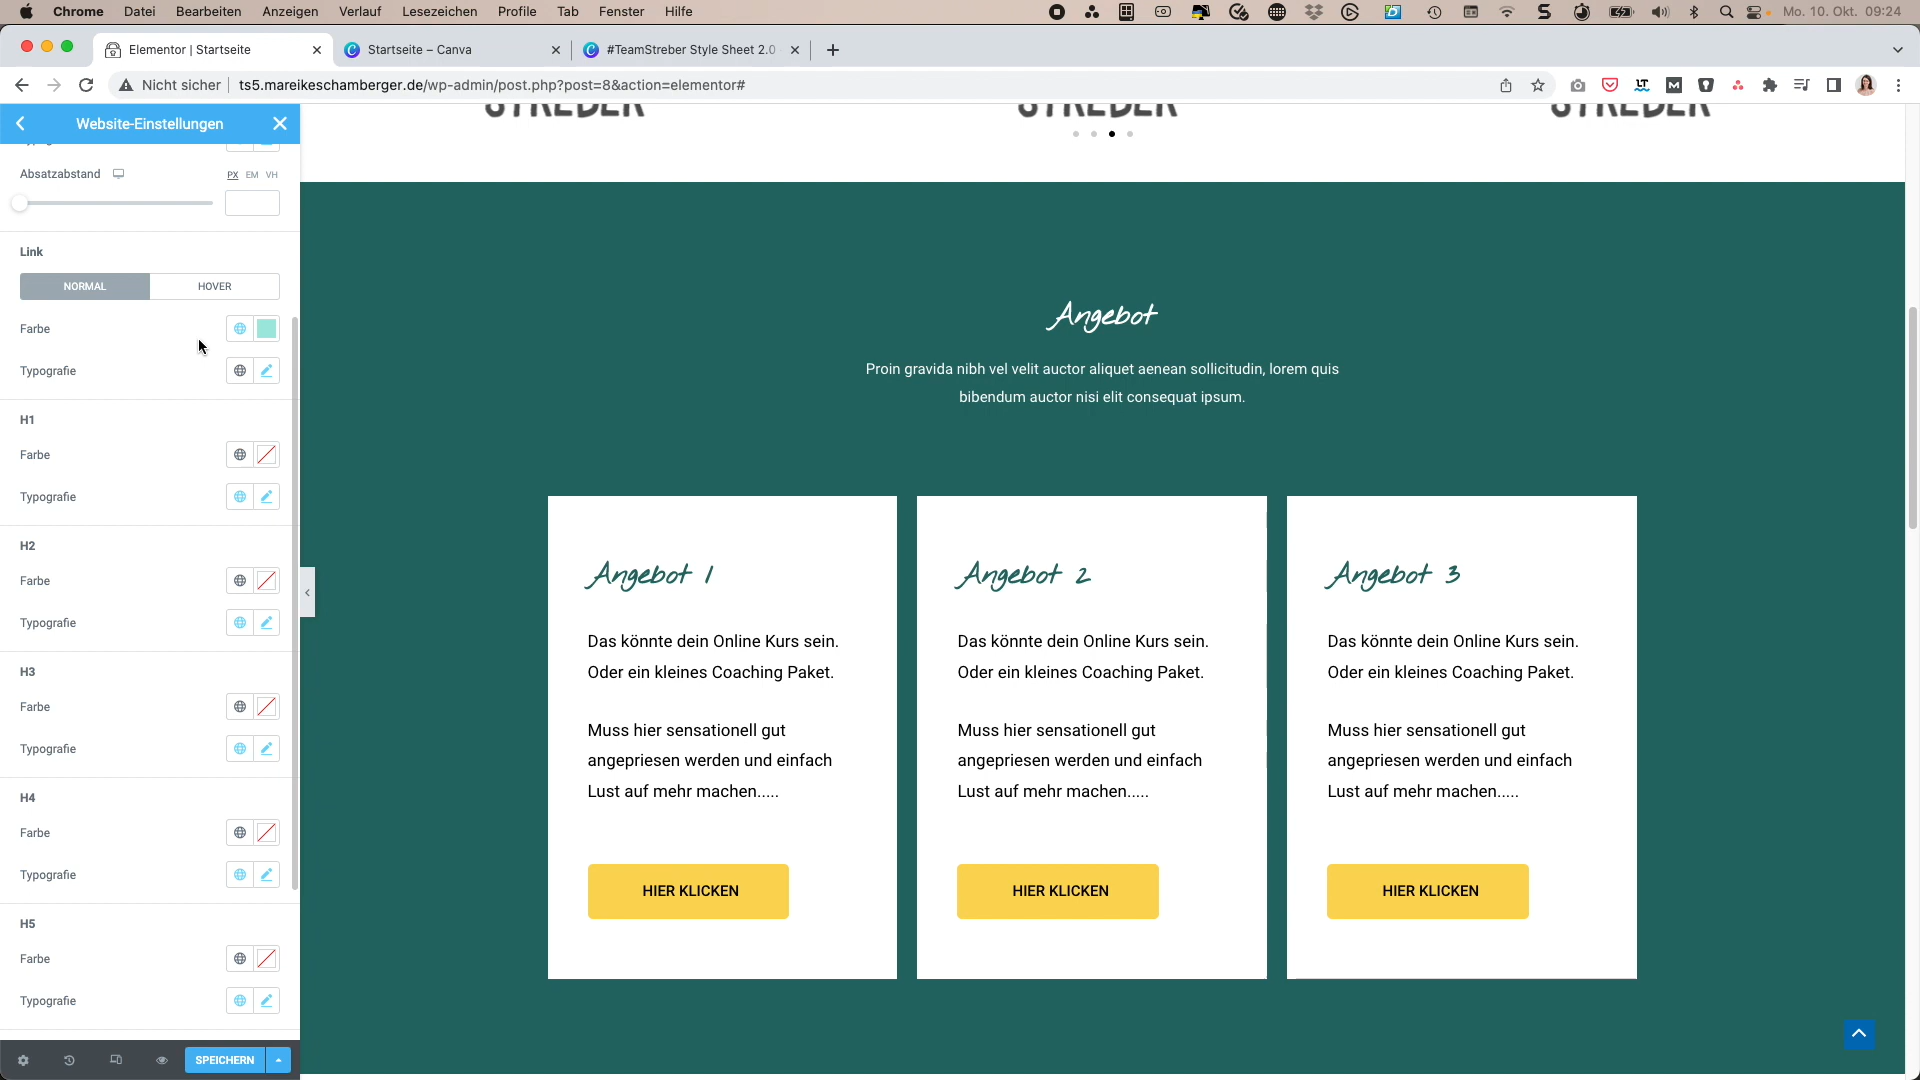 Chrome Datei Bearbeiten Anzeigen Verlauf Lesezeichen Profile Tab Fenster Hilfe
Mo. 10. Okt. 09:24
Elementor | Startseite
Startseite – Canva
#TeamStreber Style Sheet 2.0
Nicht sicher
ts5.mareikeschamberger.de/wp-admin/post.php?post=8&action=elementor#
Website-Einstellungen
Absatzabstand
PX EM VH
Link
NORMAL
HOVER
Farbe
Typografie
H1
Farbe
Typografie
H2
Farbe
Typografie
H3
Farbe
Typografie
H4
Farbe
Typografie
H5
Farbe
Typografie
SPEICHERN
STREBER
STREBER
STREBER
Angebot
Proin gravida nibh vel velit auctor aliquet aenean sollicitudin, lorem quis
bibendum auctor nisi elit consequat ipsum.
Angebot 1
Das könnte dein Online Kurs sein.
Oder ein kleines Coaching Paket.
Muss hier sensationell gut
angepriesen werden und einfach
Lust auf mehr machen.....
HIER KLICKEN
Angebot 2
Das könnte dein Online Kurs sein.
Oder ein kleines Coaching Paket.
Muss hier sensationell gut
angepriesen werden und einfach
Lust auf mehr machen.....
HIER KLICKEN
Angebot 3
Das könnte dein Online Kurs sein.
Oder ein kleines Coaching Paket.
Muss hier sensationell gut
angepriesen werden und einfach
Lust auf mehr machen.....
HIER KLICKEN